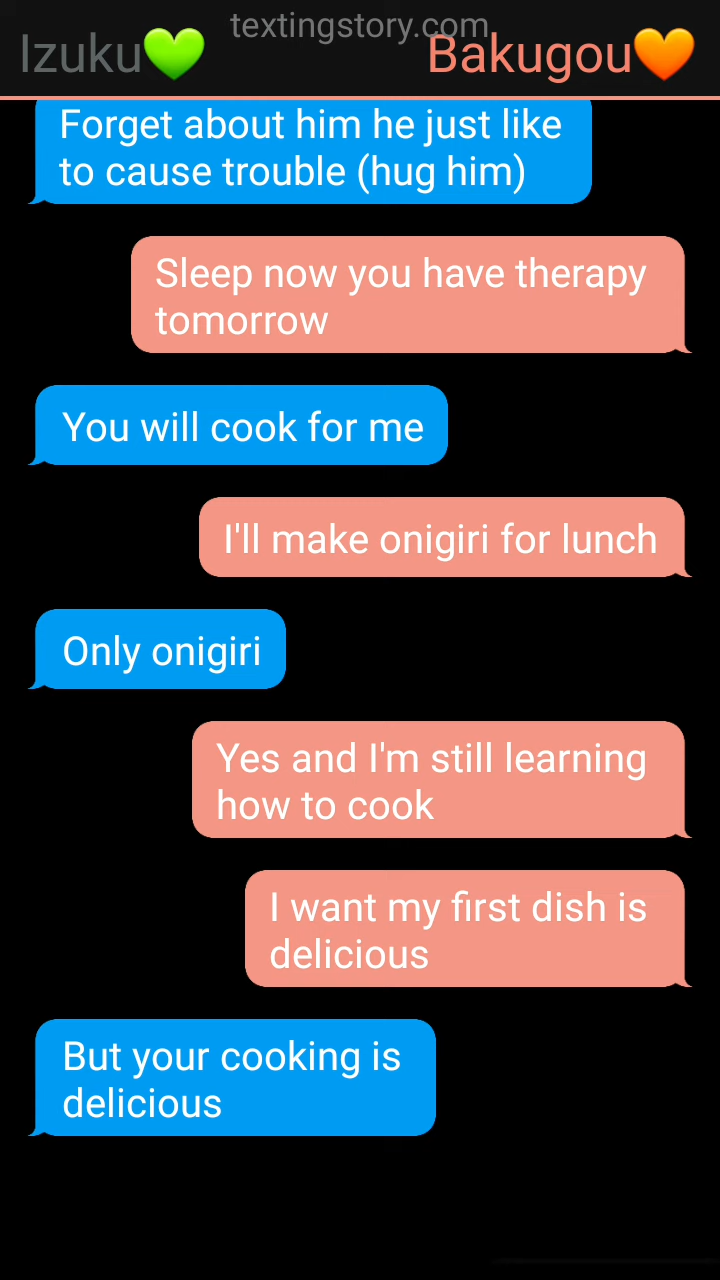 textingstory.com
Izuku💚
Bakugou🧡
Forget about him he just like
to cause trouble (hug him)
Sleep now you have therapy
tomorrow
You will cook for me
I'll make onigiri for lunch
Only onigiri
Yes and I'm still learning
how to cook
I want my first dish is
delicious
But your cooking is
delicious